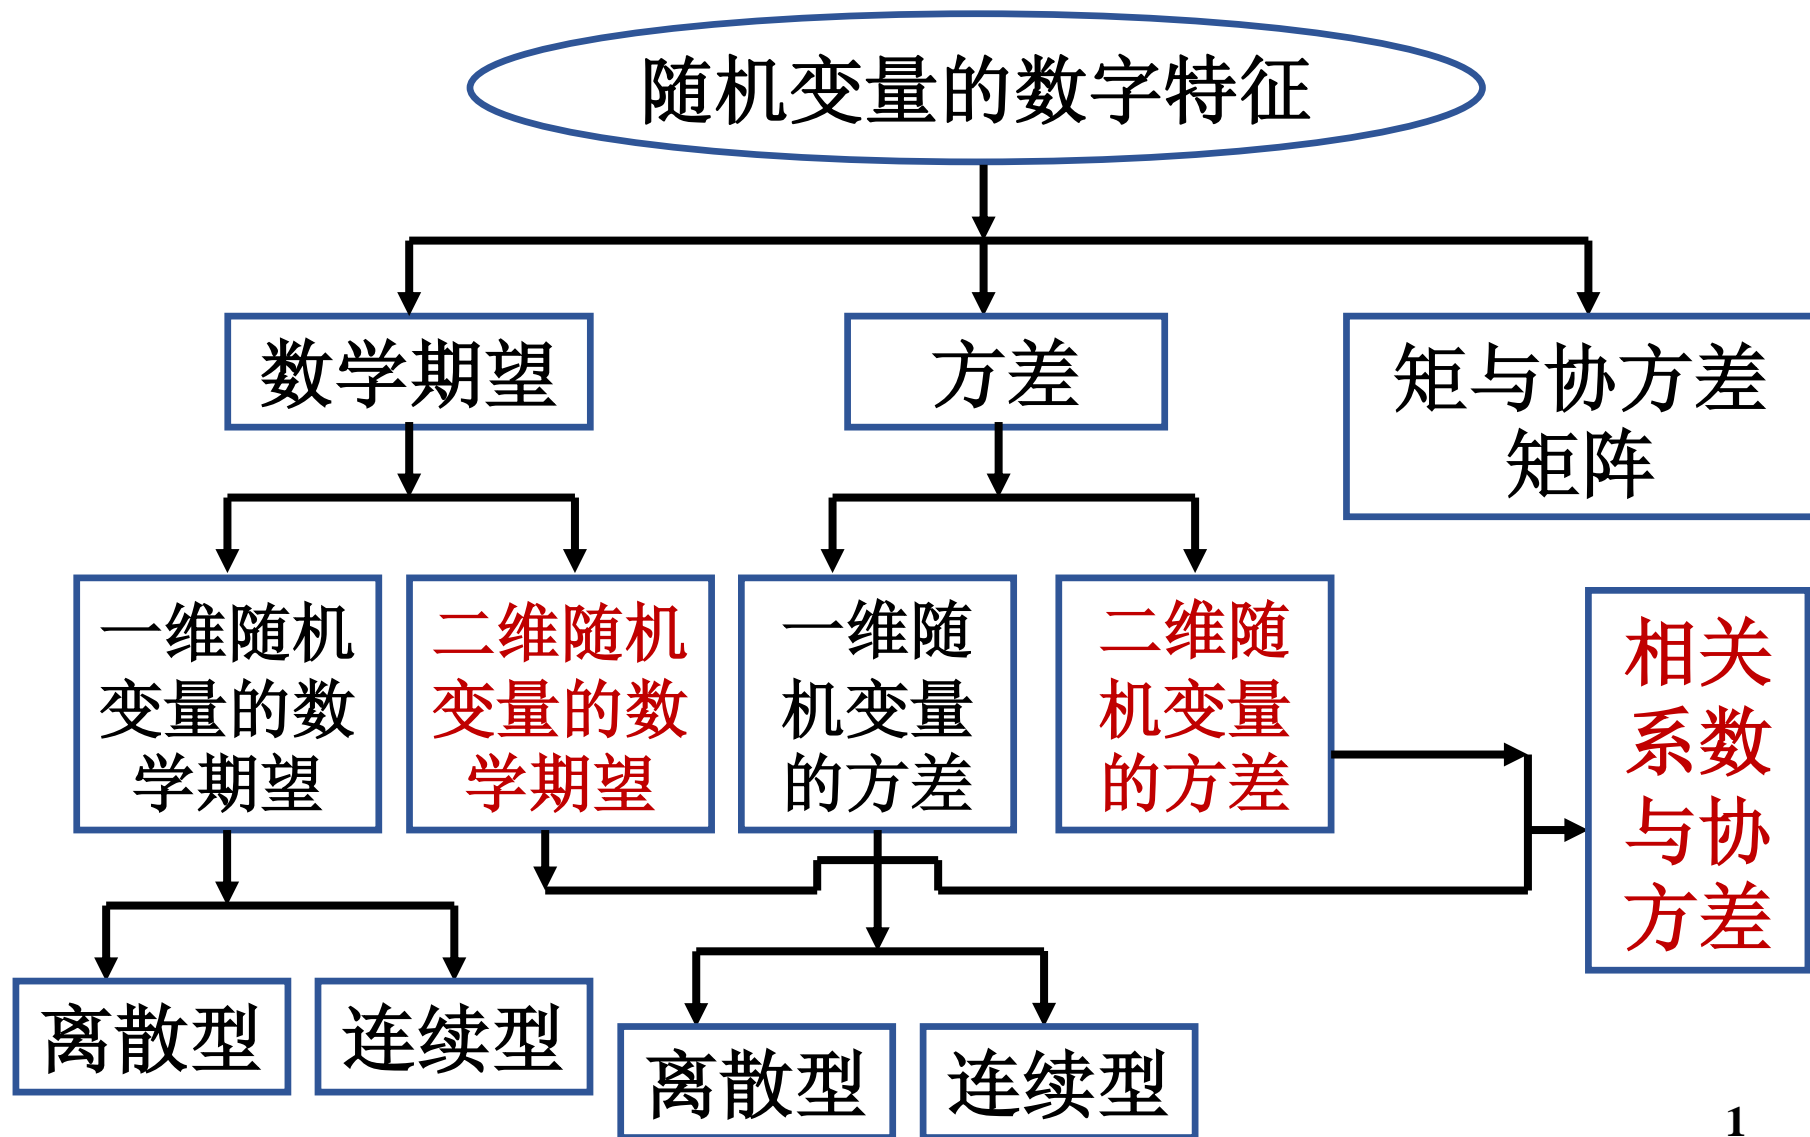 随机变量的数字特征
数学期望
方差
矩与协方差
矩阵
一维随机
变量的数
学期望
二维随机
变量的数
学期望
一维随
机变量
的方差
二维随
机变量
的方差
相关
系数
与协
方差
离散型
连续型
离散型
连续型
1